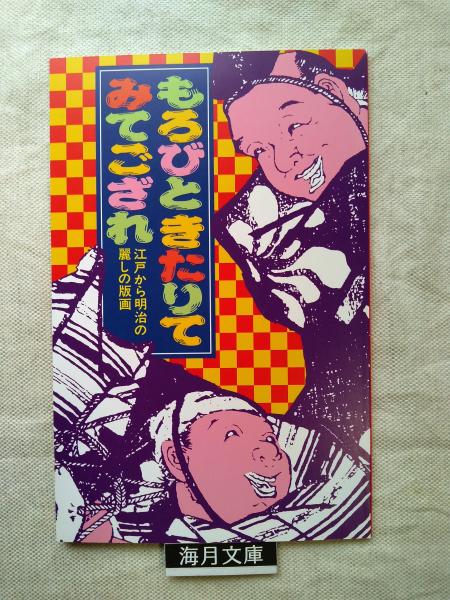 もろびときたりて
みてござれ
江戸から明治の
麗しの版画
海月文庫